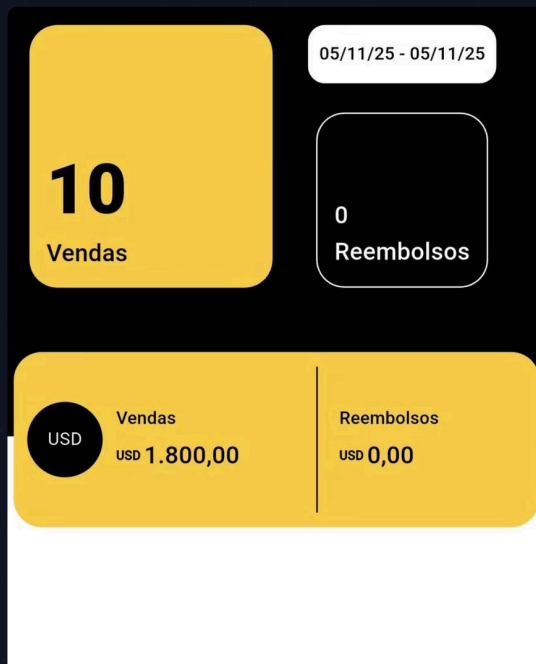 05/11/25 - 05/11/25
10
Vendas
0
Reembolsos
USD
Vendas
USD 1.800,00
Reembolsos
USD 0,00